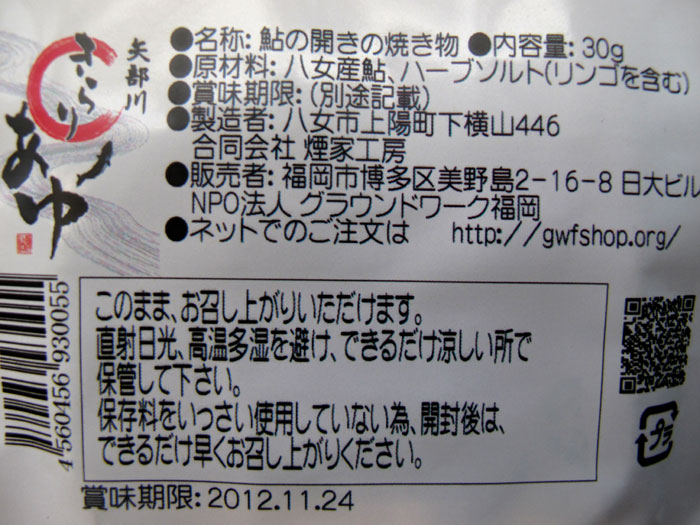 矢部川
きらり
あゆ
●名称: 鮎の開きの焼き物 ●内容量: 30g
●原材料: 八女産鮎、ハーブソルト(リンゴを含む)
●賞味期限: (別途記載)
●製造者: 八女市上陽町下横山446
合同会社 煙家工房
●販売者: 福岡市博多区美野島2-16-8 日大ビル
NPO法人 グラウンドワーク福岡
●ネットでのご注文は http://gwfshop.org/
このまま、お召し上がりいただけます。
直射日光、高温多湿を避け、できるだけ涼しい所で
保管して下さい。
保存料をいっさい使用していない為、開封後は、
できるだけ早くお召し上がりください。
賞味期限: 2012.11.24
4 560456 930055
プラ